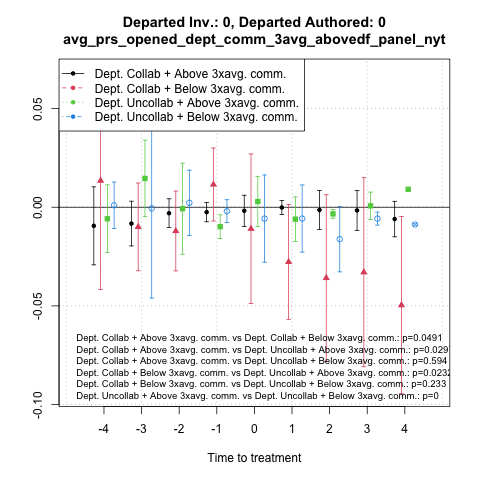 Departed Inv.: 0, Departed Authored: 0
avg_prs_opened_dept_comm_3avg_abovedf_panel_nyt
Dept. Collab + Above 3xavg. comm.
Dept. Collab + Below 3xavg. comm.
Dept. Uncollab + Above 3xavg. comm.
Dept. Uncollab + Below 3xavg. comm.
0.05
0.00
-0.05
-0.10
Dept. Collab + Above 3xavg. comm. vs Dept. Collab + Below 3xavg. comm.: p=0.0491
Dept. Collab + Above 3xavg. comm. vs Dept. Uncollab + Above 3xavg. comm.: p=0.029
Dept. Collab + Above 3xavg. comm. vs Dept. Uncollab + Below 3xavg. comm.: p=0.594
Dept. Collab + Below 3xavg. comm. vs Dept. Uncollab + Above 3xavg. comm.: p=0.0232
Dept. Collab + Below 3xavg. comm. vs Dept. Uncollab + Below 3xavg. comm.: p=0.233
Dept. Uncollab + Above 3xavg. comm. vs Dept. Uncollab + Below 3xavg. comm.: p=0
-4 -3 -2 -1 0 1 2 3 4
Time to treatment